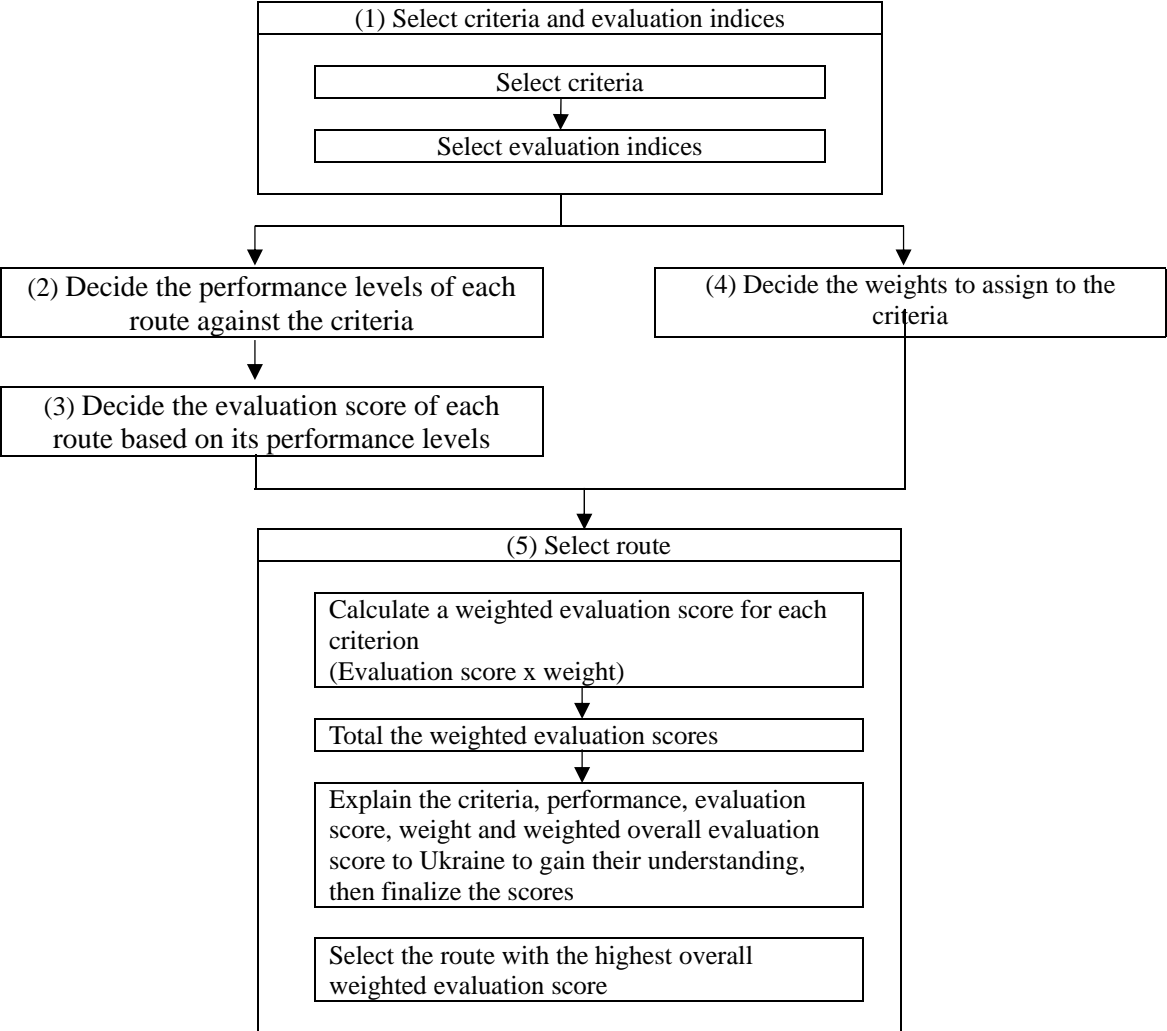 (1) Select criteria and evaluation indices
Select criteria
Select evaluation indices
(2) Decide the performance levels of each
route against the criteria
(4) Decide the weights to assign to the
criteria
(3) Decide the evaluation score of each
route based on its performance levels
(5) Select route
Calculate a weighted evaluation score for each
criterion
(Evaluation score x weight)
Total the weighted evaluation scores
Explain the criteria, performance, evaluation
score, weight and weighted overall evaluation
score to Ukraine to gain their understanding,
then finalize the scores
Select the route with the highest overall
weighted evaluation score